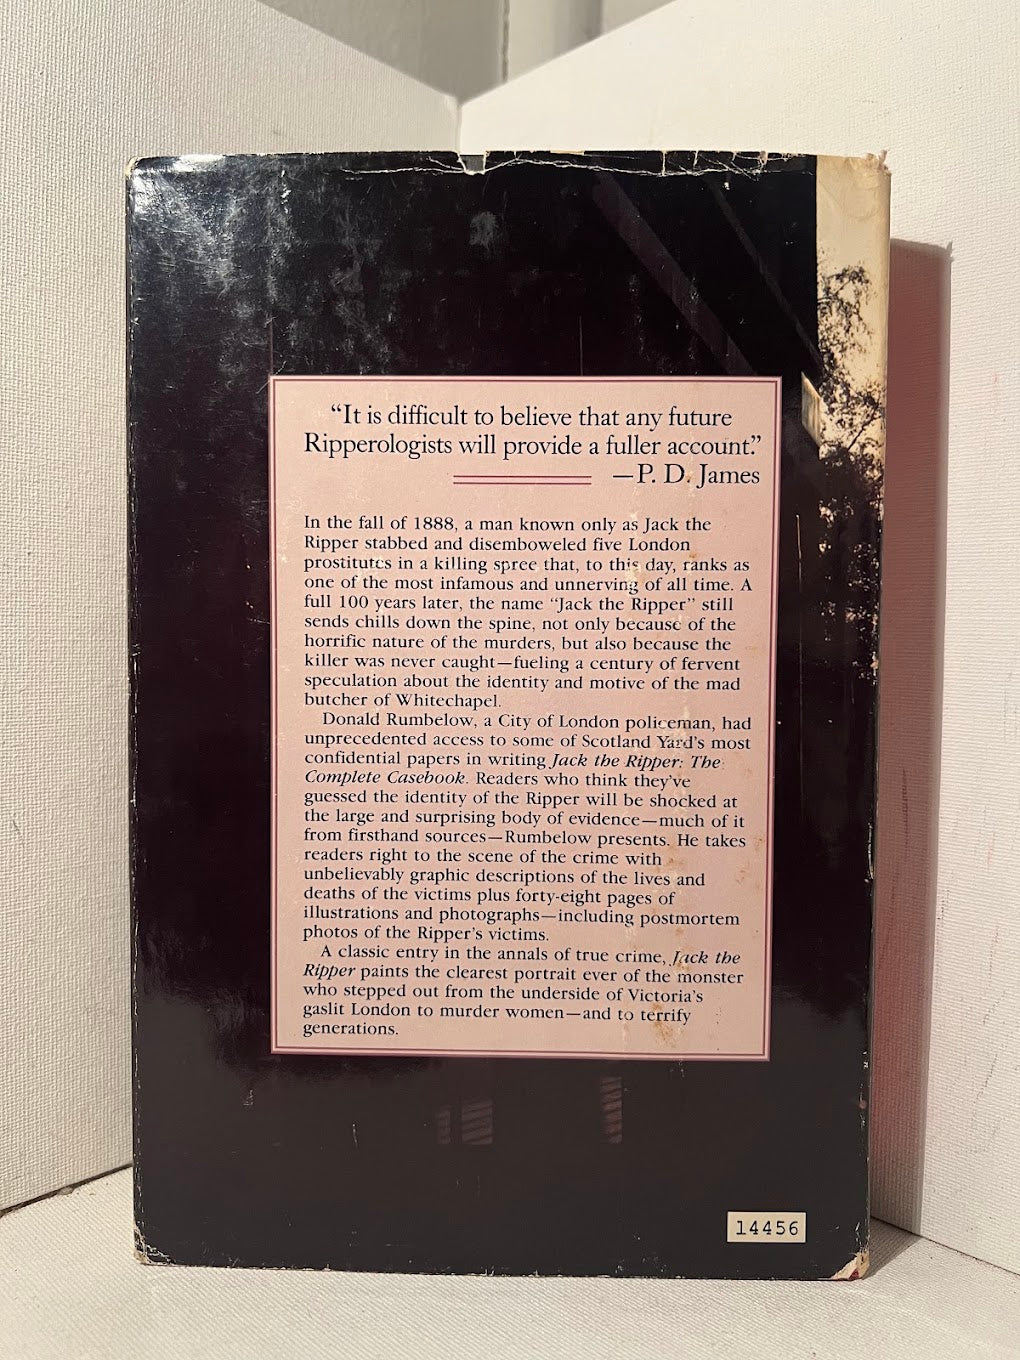 “It is difficult to believe that any future
Ripperologists will provide a fuller account.”
—P. D. James
In the fall of 1888, a man known only as Jack the
Ripper stabbed and disemboweled five London
prostitutes in a killing spree that, to this day, ranks as
one of the most infamous and unnerving of all time. A
full 100 years later, the name “Jack the Ripper” still
sends chills down the spine, not only because of the
horrific nature of the murders, but also because the
killer was never caught—fueling a century of fervent
speculation about the identity and motive of the mad
butcher of Whitechapel.
Donald Rumbelow, a City of London policeman, had
unprecedented access to some of Scotland Yard’s most
confidential papers in writing Jack the Ripper: The
Complete Casebook. Readers who think they’ve
guessed the identity of the Ripper will be shocked at
the large and surprising body of evidence—much of it
from firsthand sources—Rumbelow presents. He takes
readers right to the scene of the crime with
unbelievably graphic descriptions of the lives and
deaths of the victims plus forty-eight pages of
illustrations and photographs—including postmortem
photos of the Ripper’s victims.
A classic entry in the annals of true crime, Jack the
Ripper paints the clearest portrait ever of the monster
who stepped out from the underside of Victoria’s
gaslit London to murder women—and to terrify
generations.
14456